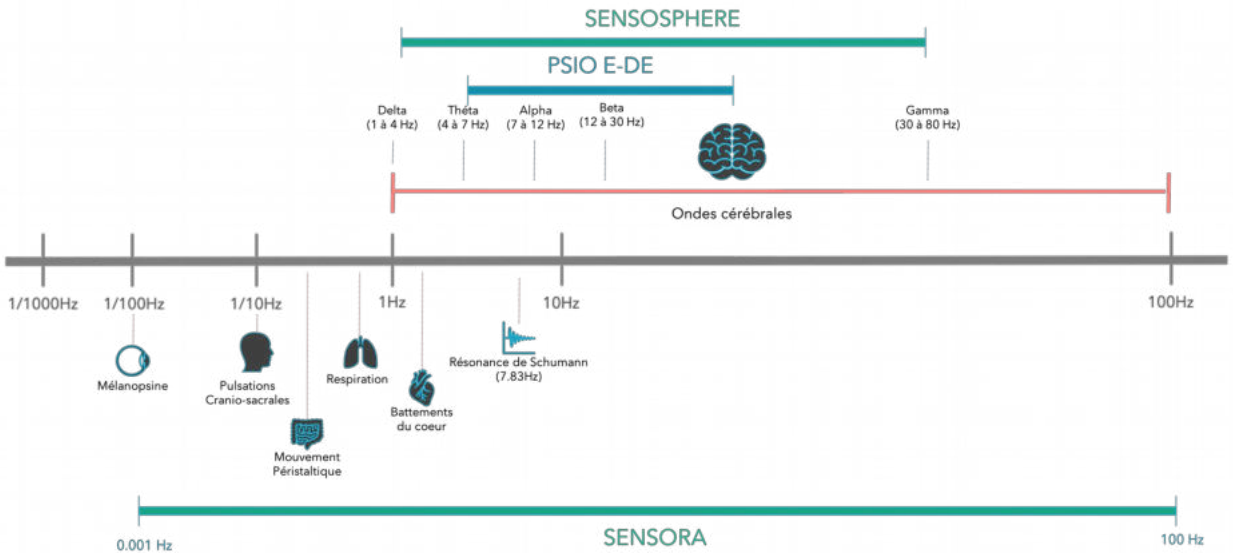 SENSOSPHERE
PSIO E-DE
Delta
(1 à 4 Hz)
Thêta
(4 à 7 Hz)
Alpha
(7 à 12 Hz)
Beta
(12 à 30 Hz)
Gamma
(30 à 80 Hz)
Ondes cérébrales
1/1000Hz
1/100Hz
1/10Hz
1Hz
10Hz
100Hz
Mélanopsine
Pulsations
Cranio-sacrales
Mouvement
Péristaltique
Respiration
Battements
du coeur
Résonance de Schumann
(7.83Hz)
0.001 Hz
SENSORA
100 Hz